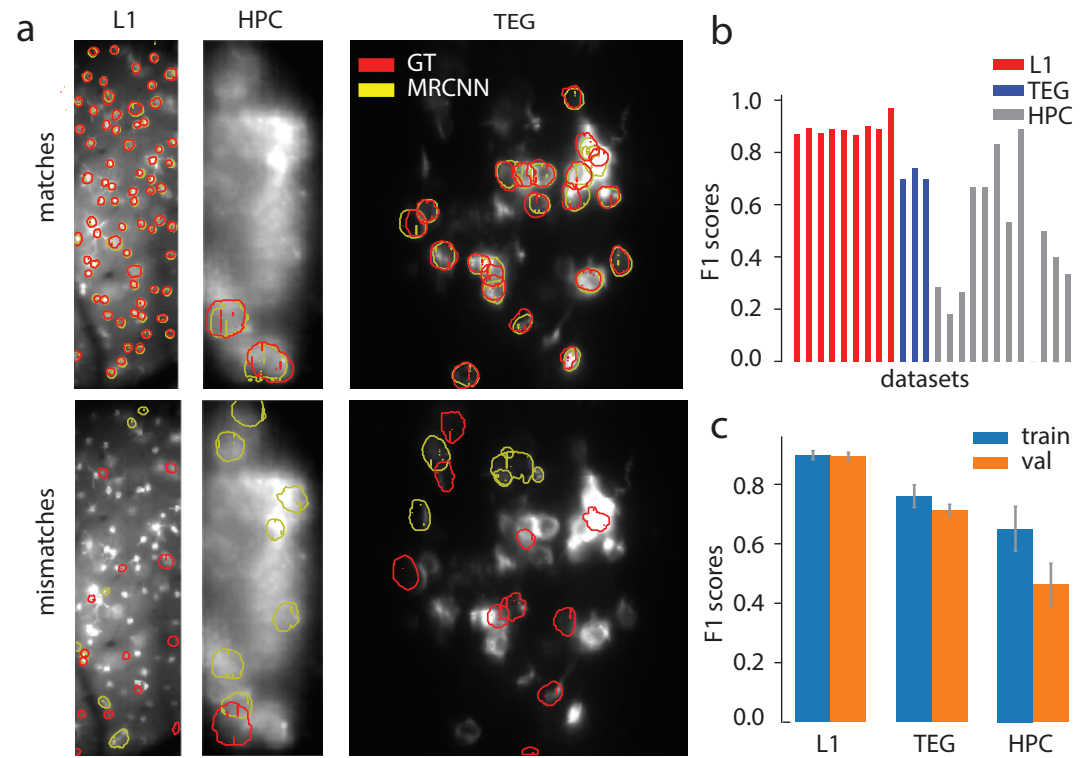 a
L1
HPC
TEG
GT
MRCNN
matches
mismatches
b
L1
TEG
HPC
1.0
0.8
0.6
0.4
0.2
0.0
F1 scores
datasets
c
train
val
0.8
0.6
0.4
0.2
0.0
F1 scores
L1
TEG
HPC